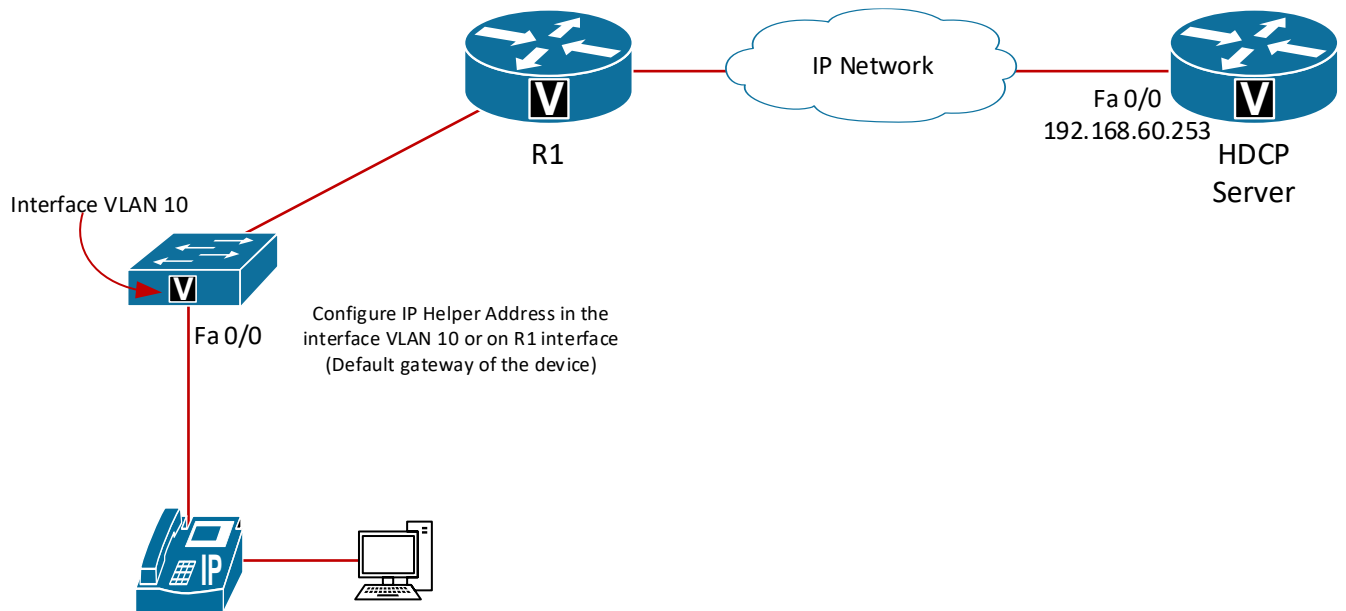 IP Network
V
R1
Fa 0/0
192.168.60.253
V
HDCP
Server
Interface VLAN 10
V
Fa 0/0
Configure IP Helper Address in the
interface VLAN 10 or on R1 interface
(Default gateway of the device)
IP